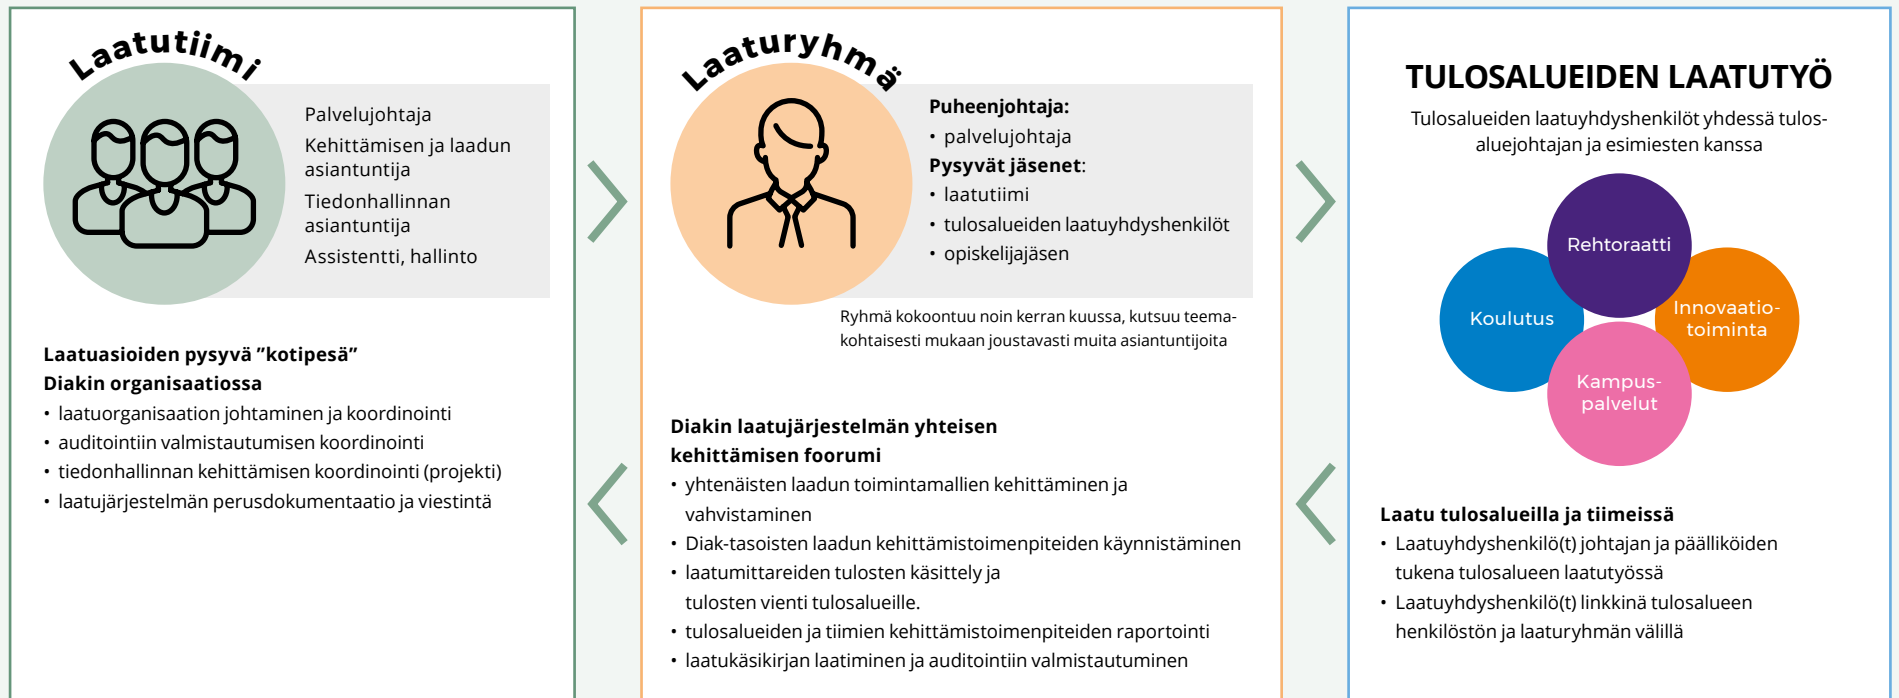 Laatutiimi
Palvelujohtaja
Kehittämisen ja laadun
asiantuntija
Tiedonhallinnan
asiantuntija
Assistentti, hallinto
Laatuasioiden pysyvä ”kotipesä”
Diakin organisaatiossa
• laatuorganisaation johtaminen ja koordinointi
• auditointiin valmistautumisen koordinointi
• tiedonhallinnan kehittämisen koordinointi (projekti)
• laatujärjestelmän perusdokumentaatio ja viestintä
Laaturyhmä
Puheenjohtaja:
• palvelujohtaja
Pysyvät jäsenet:
• laatutiimi
• tulosalueiden laatuyhdyshenkilöt
• opiskelijajäsen
Ryhmä kokoontuu noin kerran kuussa, kutsuu teema-
kohtaisesti mukaan joustavasti muita asiantuntijoita
Diakin laatujärjestelmän yhteisen
kehittämisen foorumi
• yhtenäisten laadun toimintamallien kehittäminen ja
vahvistaminen
• Diak-tasoisten laadun kehittämistoimenpiteiden käynnistäminen
• laatumittareiden tulosten käsittely ja
tulosten vienti tulosalueille.
• tulosalueiden ja tiimien kehittämistoimenpiteiden raportointi
• laatukäsikirjan laatiminen ja auditointiin valmistautuminen
TULOSALUEIDEN LAATUTYÖ
Tulosalueiden laatuyhdyshenkilöt yhdessä tulos-
aluejohtajan ja esimiesten kanssa
Rehtoraatti
Koulutus
Innovaatio-
toiminta
Kampus-
palvelut
Laatu tulosalueilla ja tiimeissä
• Laatuyhdyshenkilö(t) johtajan ja päälliköiden
tukena tulosalueen laatutyössä
• Laatuyhdyshenkilö(t) linkkinä tulosalueen
henkilöstön ja laaturyhmän välillä